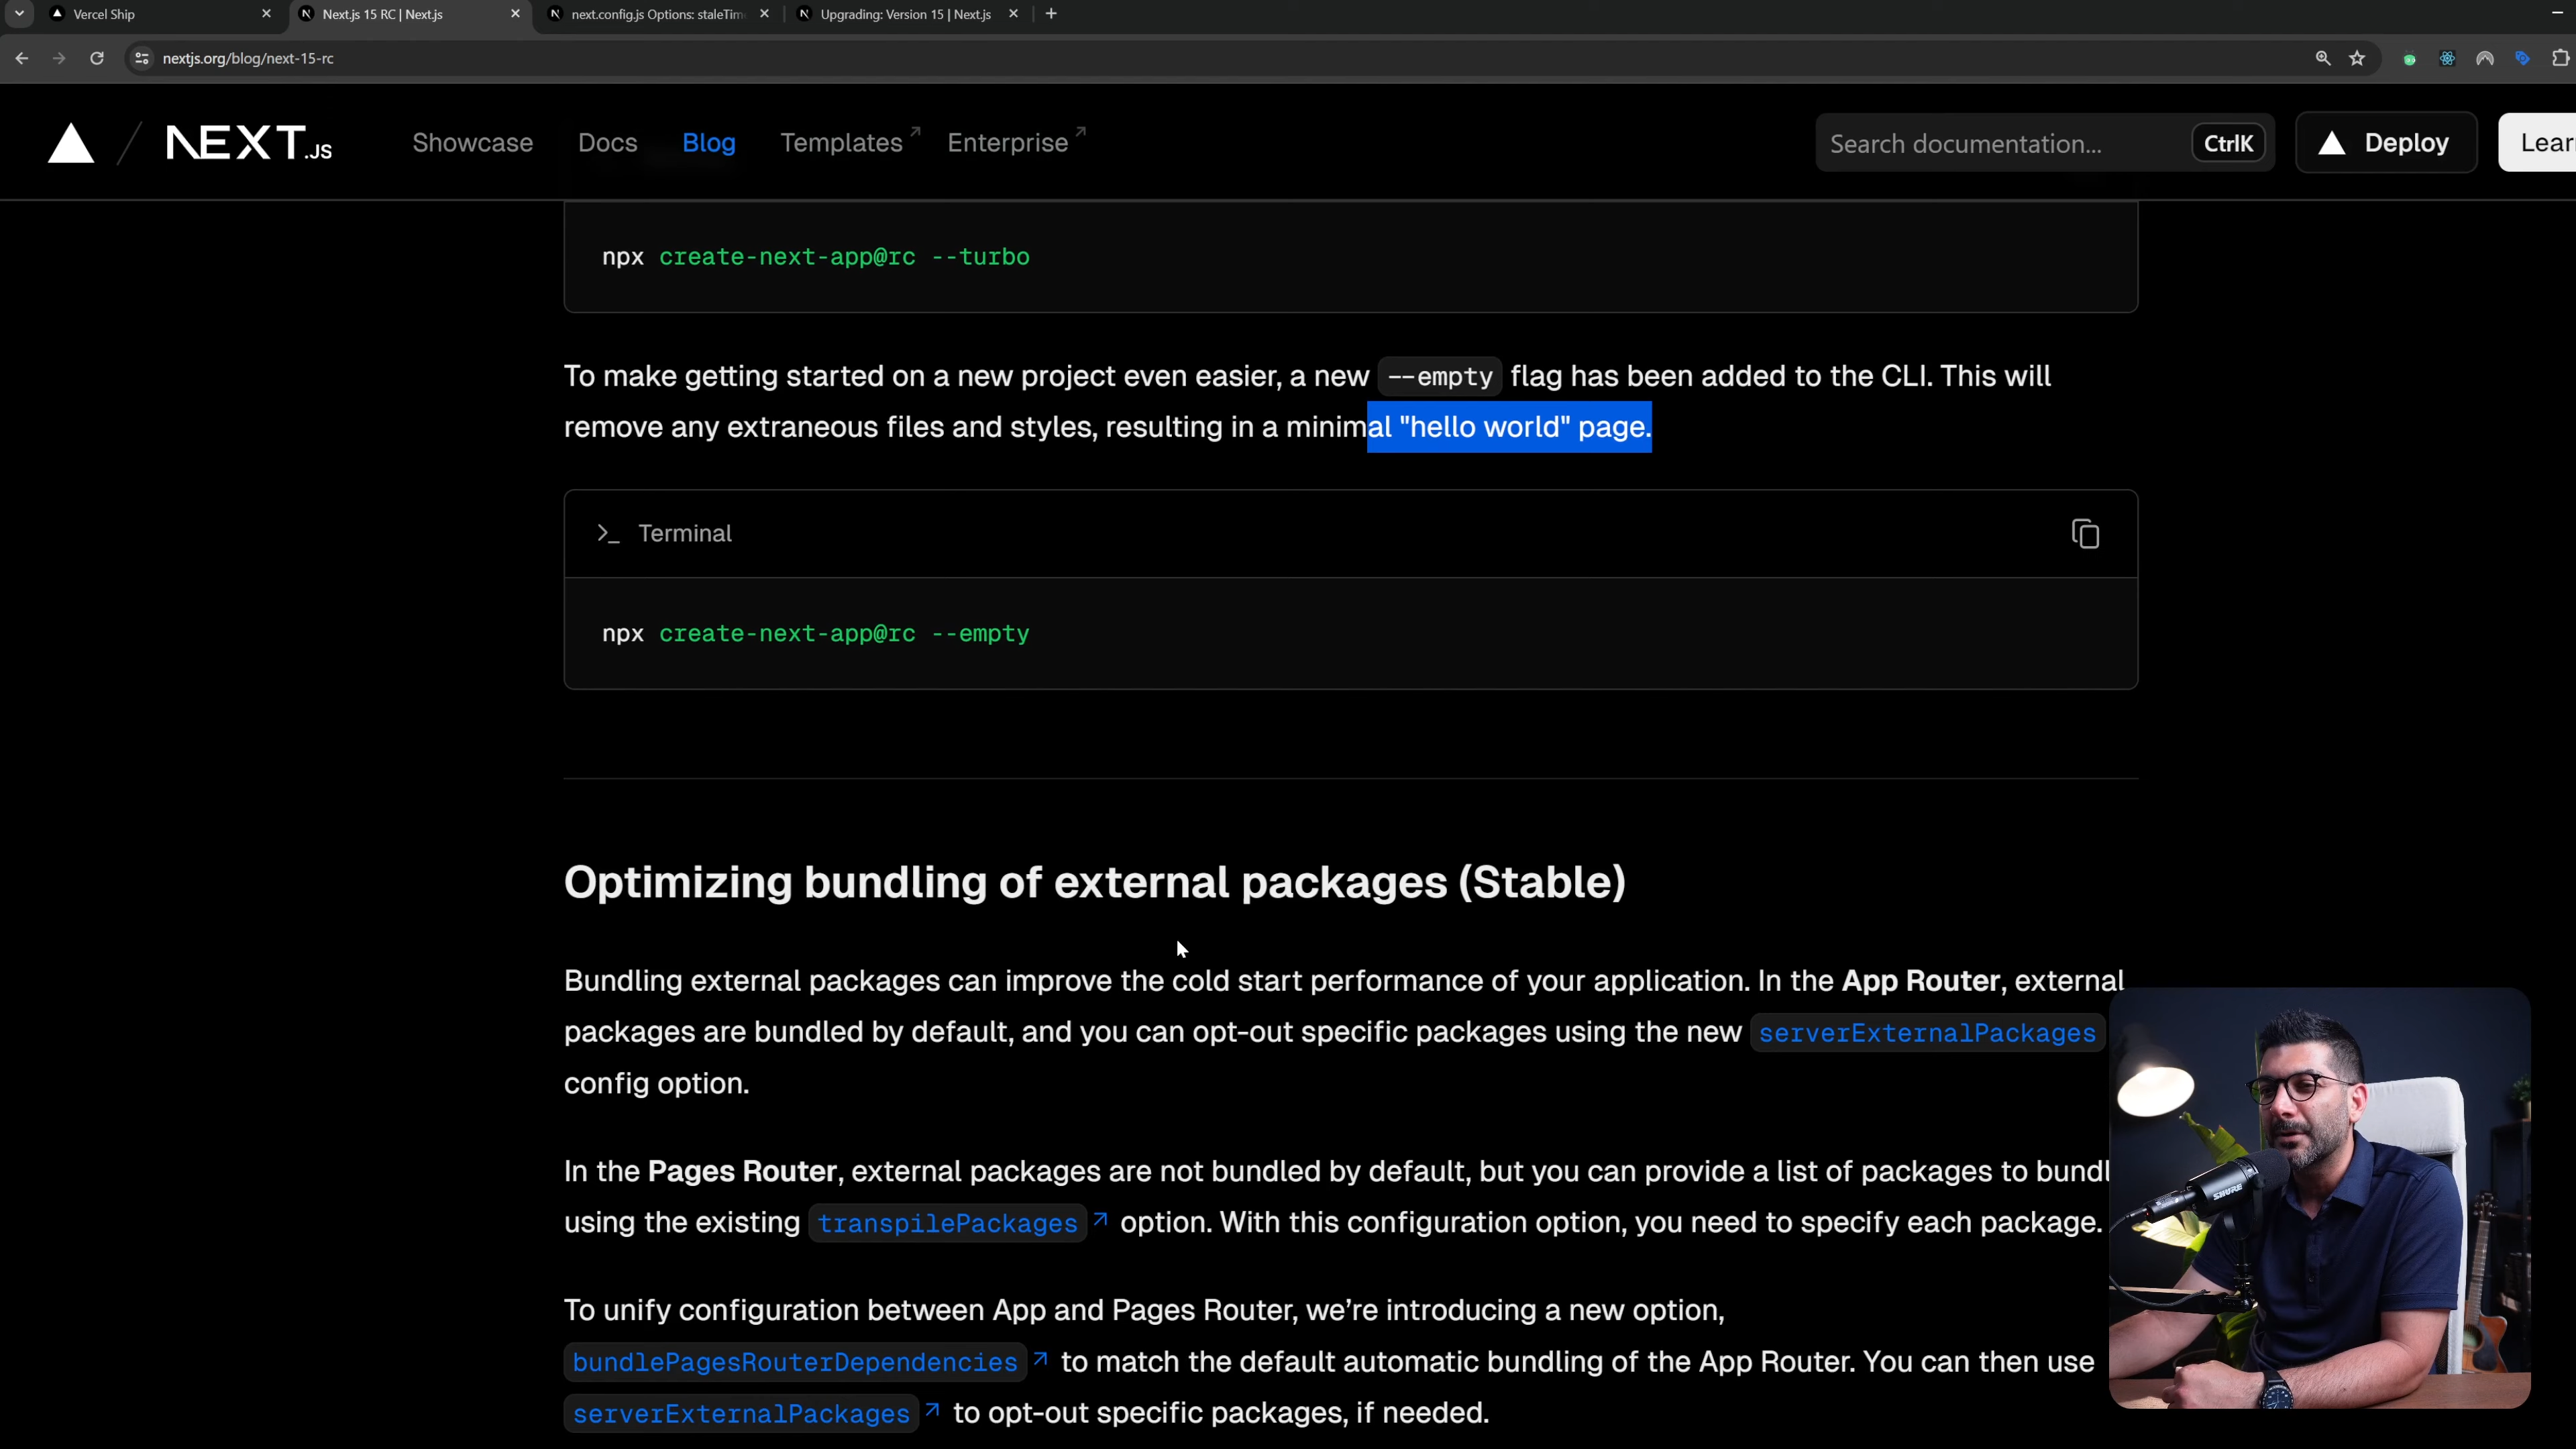 Vercel Ship
Next.js 15 RC | Next.js
next.config.js Options: staleTim
Upgrading: Version 15 | Next.js
nextjs.org/blog/next-15-rc
NEXT.JS
Showcase
Docs
Blog
Templates
Enterprise
Search documentation...
CtrlK
Deploy
Lear
npx create-next-app@rc --turbo
To make getting started on a new project even easier, a new --empty flag has been added to the CLI. This will
remove any extraneous files and styles, resulting in a minimal "hello world" page.
>_ Terminal
npx create-next-app@rc --empty
Optimizing bundling of external packages (Stable)
Bundling external packages can improve the cold start performance of your application. In the App Router, external
packages are bundled by default, and you can opt-out specific packages using the new serverExternalPackages
config option.
In the Pages Router, external packages are not bundled by default, but you can provide a list of packages to bundl
using the existing transpilePackages option. With this configuration option, you need to specify each package.
To unify configuration between App and Pages Router, we’re introducing a new option,
bundlePagesRouterDependencies to match the default automatic bundling of the App Router. You can then use
serverExternalPackages to opt-out specific packages, if needed.
SHURE